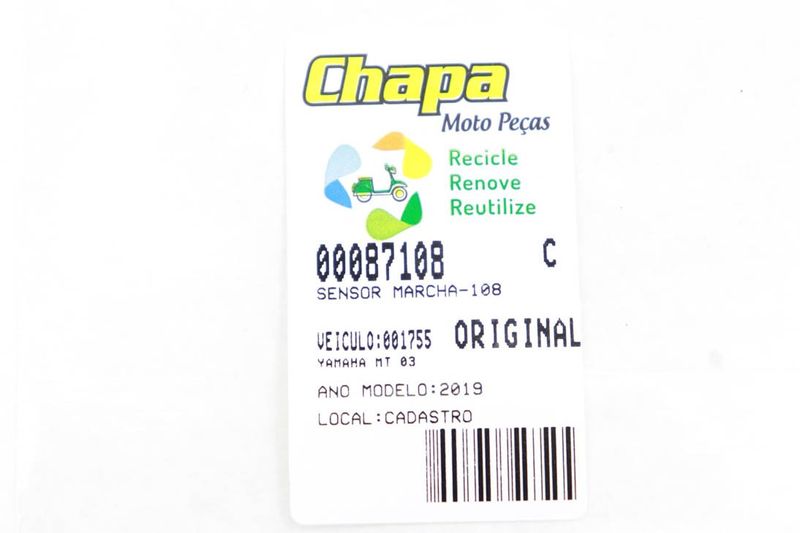 Chapa
Moto Peças
Recicle
Renove
Reutilize
00087108 C
SENSOR MARCHA-108
VEICULO:001755 ORIGINAL
YAMAHA MT 03
ANO MODELO:2019
LOCAL:CADASTRO